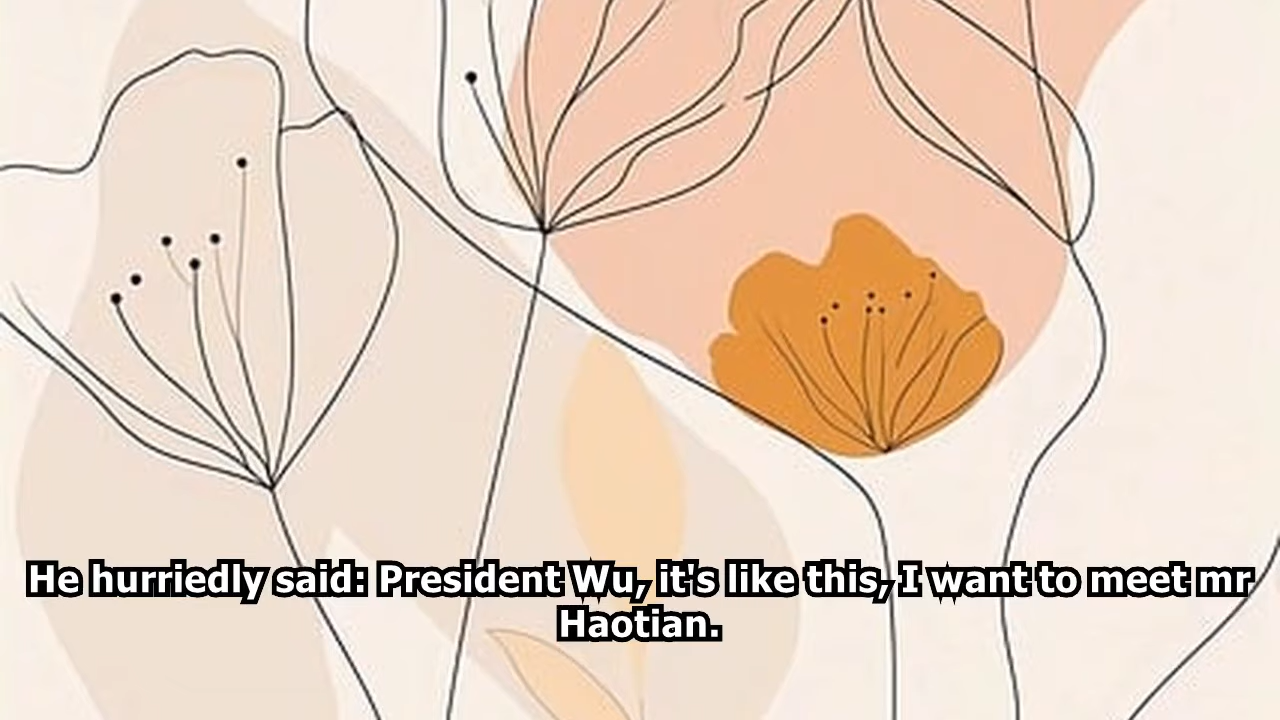 He hurriedly said: President Wu, it's like this, I want to meet mr
Haotian.